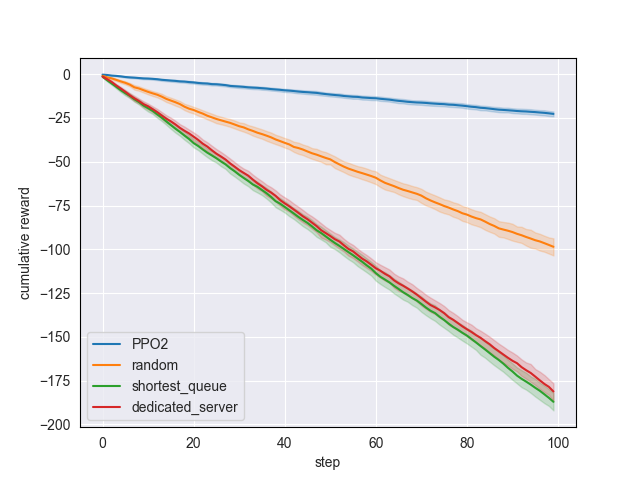 0
−25
−50
−75
−100
−125
−150
−175
−200
cumulative reward
PPO2
random
shortest_queue
dedicated_server
0 20 40 60 80 100
step